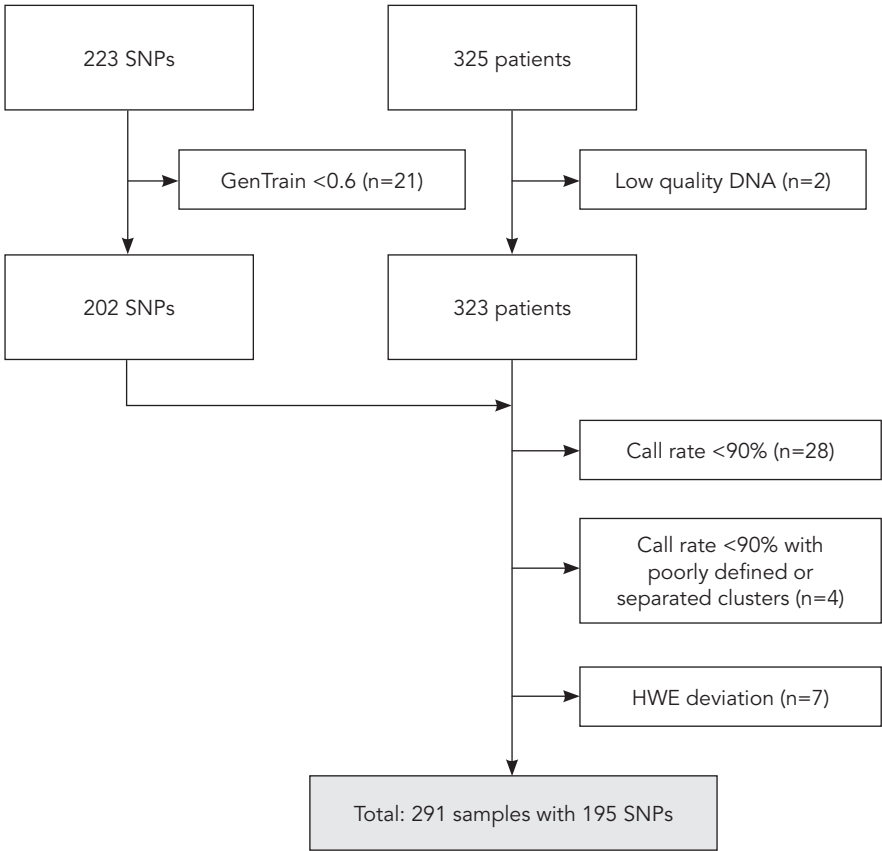 223 SNPs
325 patients
GenTrain <0.6 (n=21)
Low quality DNA (n=2)
202 SNPs
323 patients
Call rate <90% (n=28)
Call rate <90% with
poorly defined or
separated clusters (n=4)
HWE deviation (n=7)
Total: 291 samples with 195 SNPs